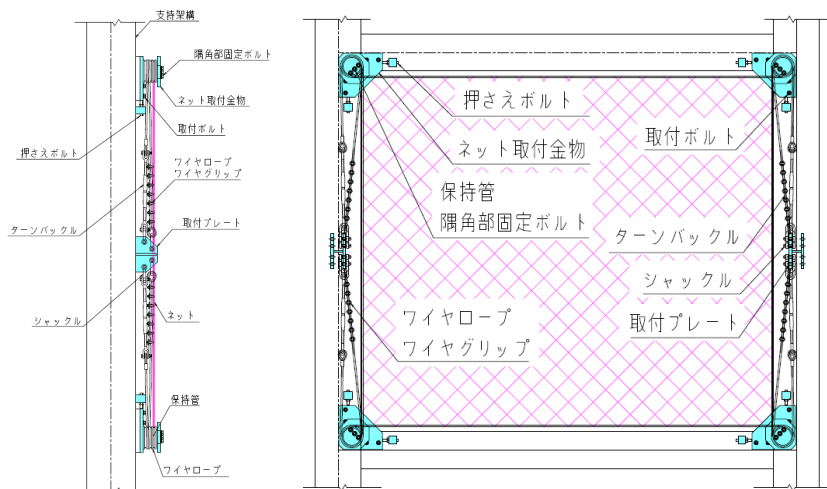 支持架構
隅角部固定ボルト
ネット取付金物
取付ボルト
押さえボルト
ワイヤロープ
ワイヤグリップ
ターンバックル
取付プレート
シャックル
ネット
保持管
ワイヤロープ
押さえボルト
ネット取付金物
取付ボルト
保持管
隅角部固定ボルト
ターンバックル
シャックル
取付プレート
ワイヤロープ
ワイヤグリップ